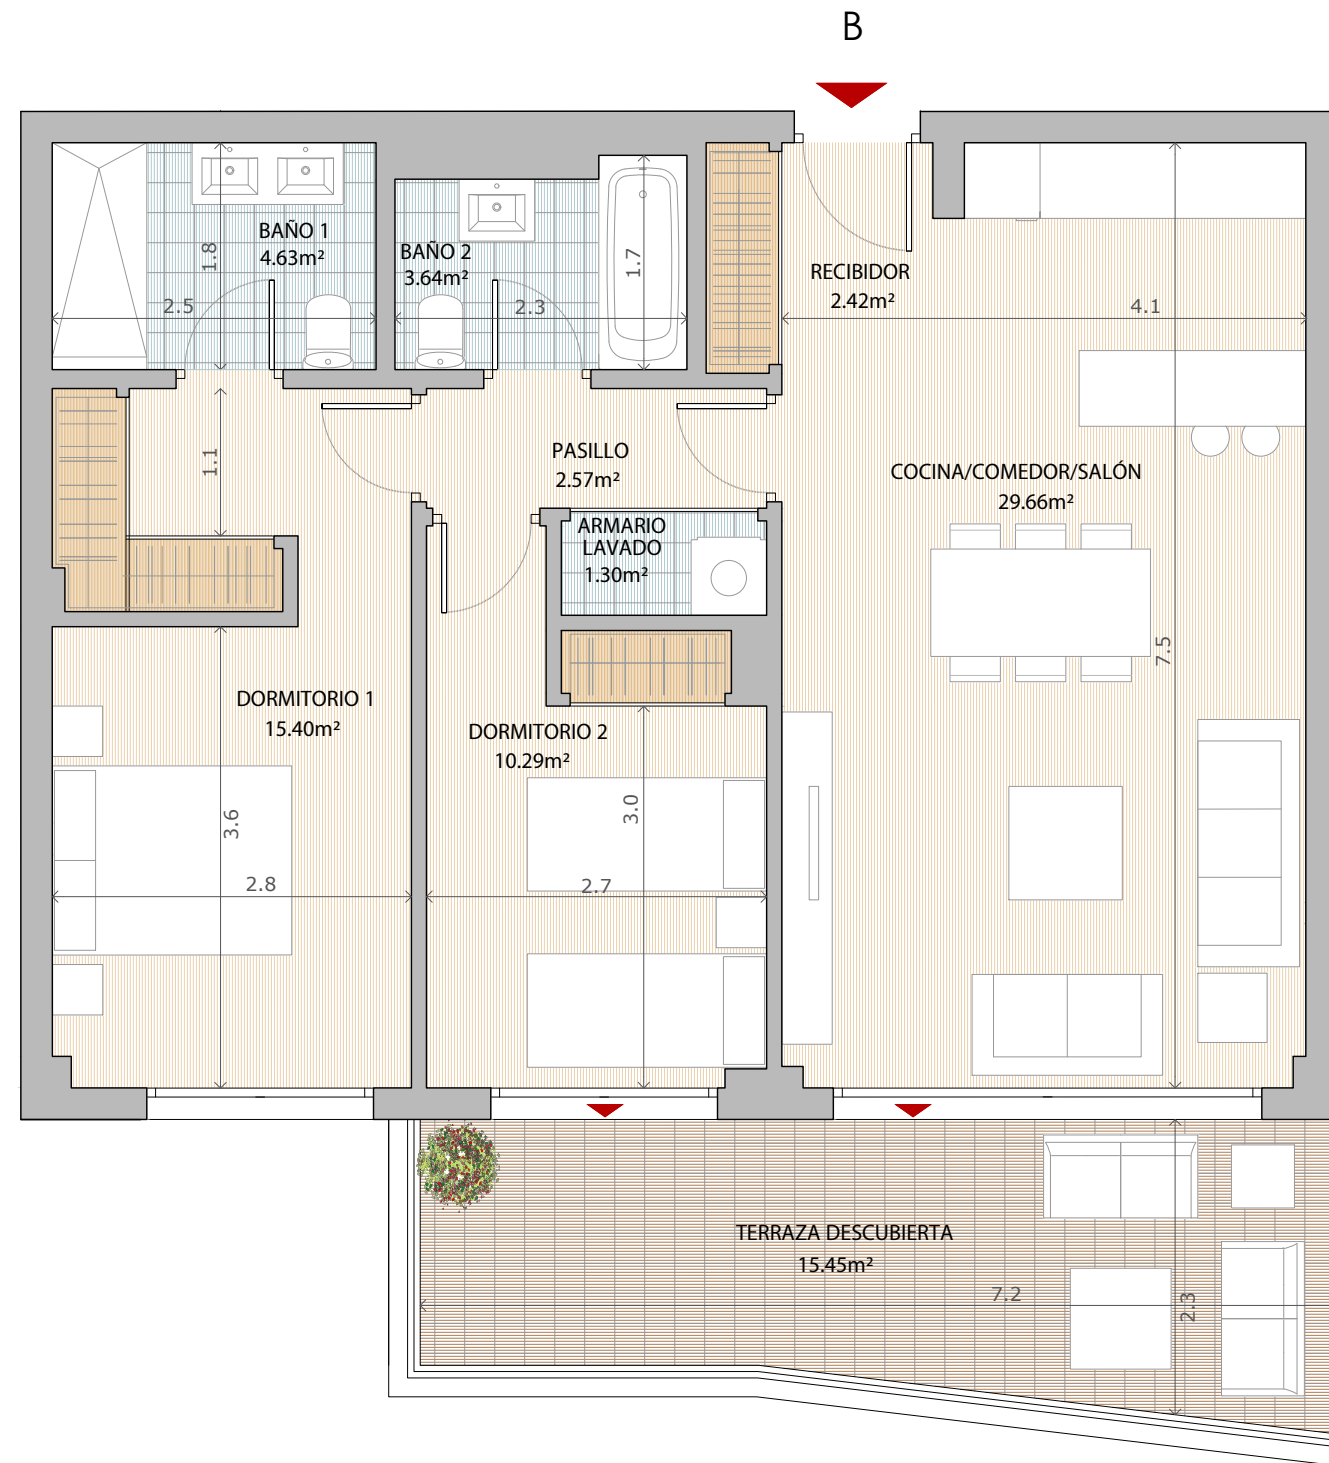 B
BAÑO 1
4.63m²
1.8
2.5
BAÑO 2
3.64m²
2.3
1.7
RECIBIDOR
2.42m²
4.1
1.1
PASILLO
2.57m²
COCINA/COMEDOR/SALÓN
29.66m²
ARMARIO
LAVADO
1.30m²
7.5
DORMITORIO 1
15.40m²
3.6
2.8
DORMITORIO 2
10.29m²
3.0
2.7
TERRAZA DESCUBIERTA
15.45m²
7.2
2.3